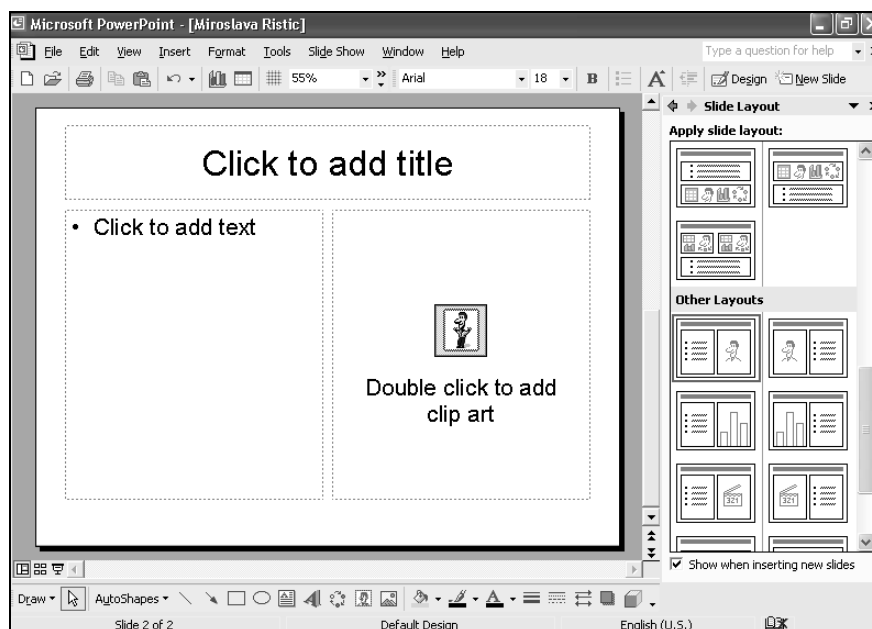 Microsoft PowerPoint - [Miroslava Ristic]
File Edit View Insert Format Tools Slide Show Window Help Type a question for help
55% Arial 18 B A Design New Slide
Slide Layout
Apply slide layout:
Click to add title
• Click to add text
Double click to add
clip art
Other Layouts
321 321
Show when inserting new slides
Draw AutoShapes A A
Slide 2 of 2 Default Design English (U.S.)